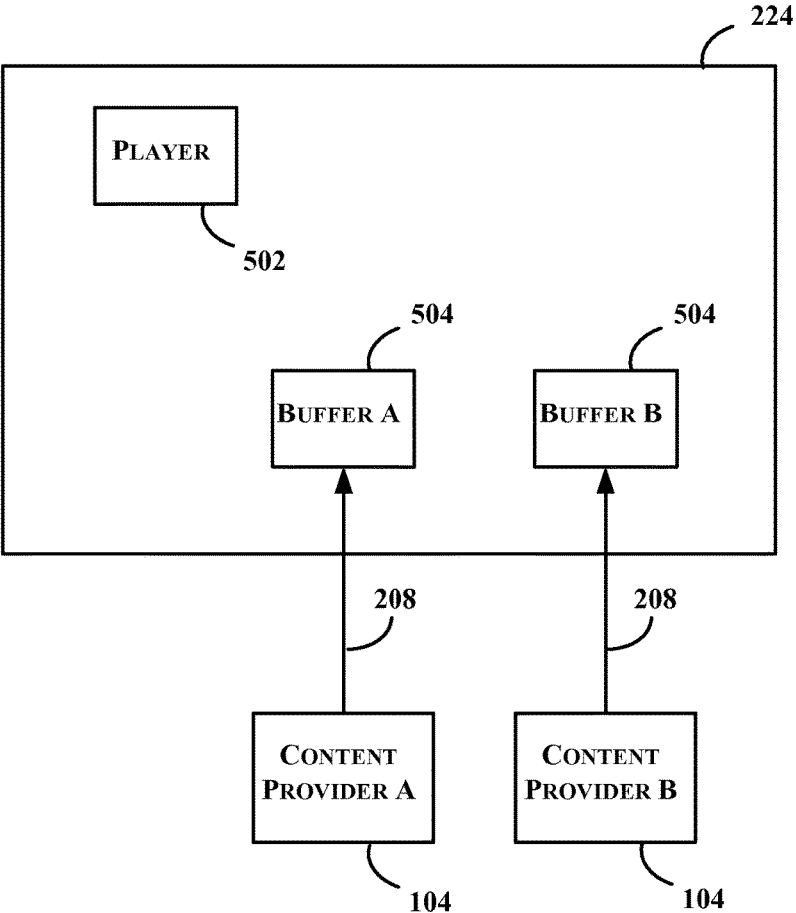 224
PLAYER
502
504
504
BUFFER A
BUFFER B
208
208
CONTENT
PROVIDER A
CONTENT
PROVIDER B
104
104